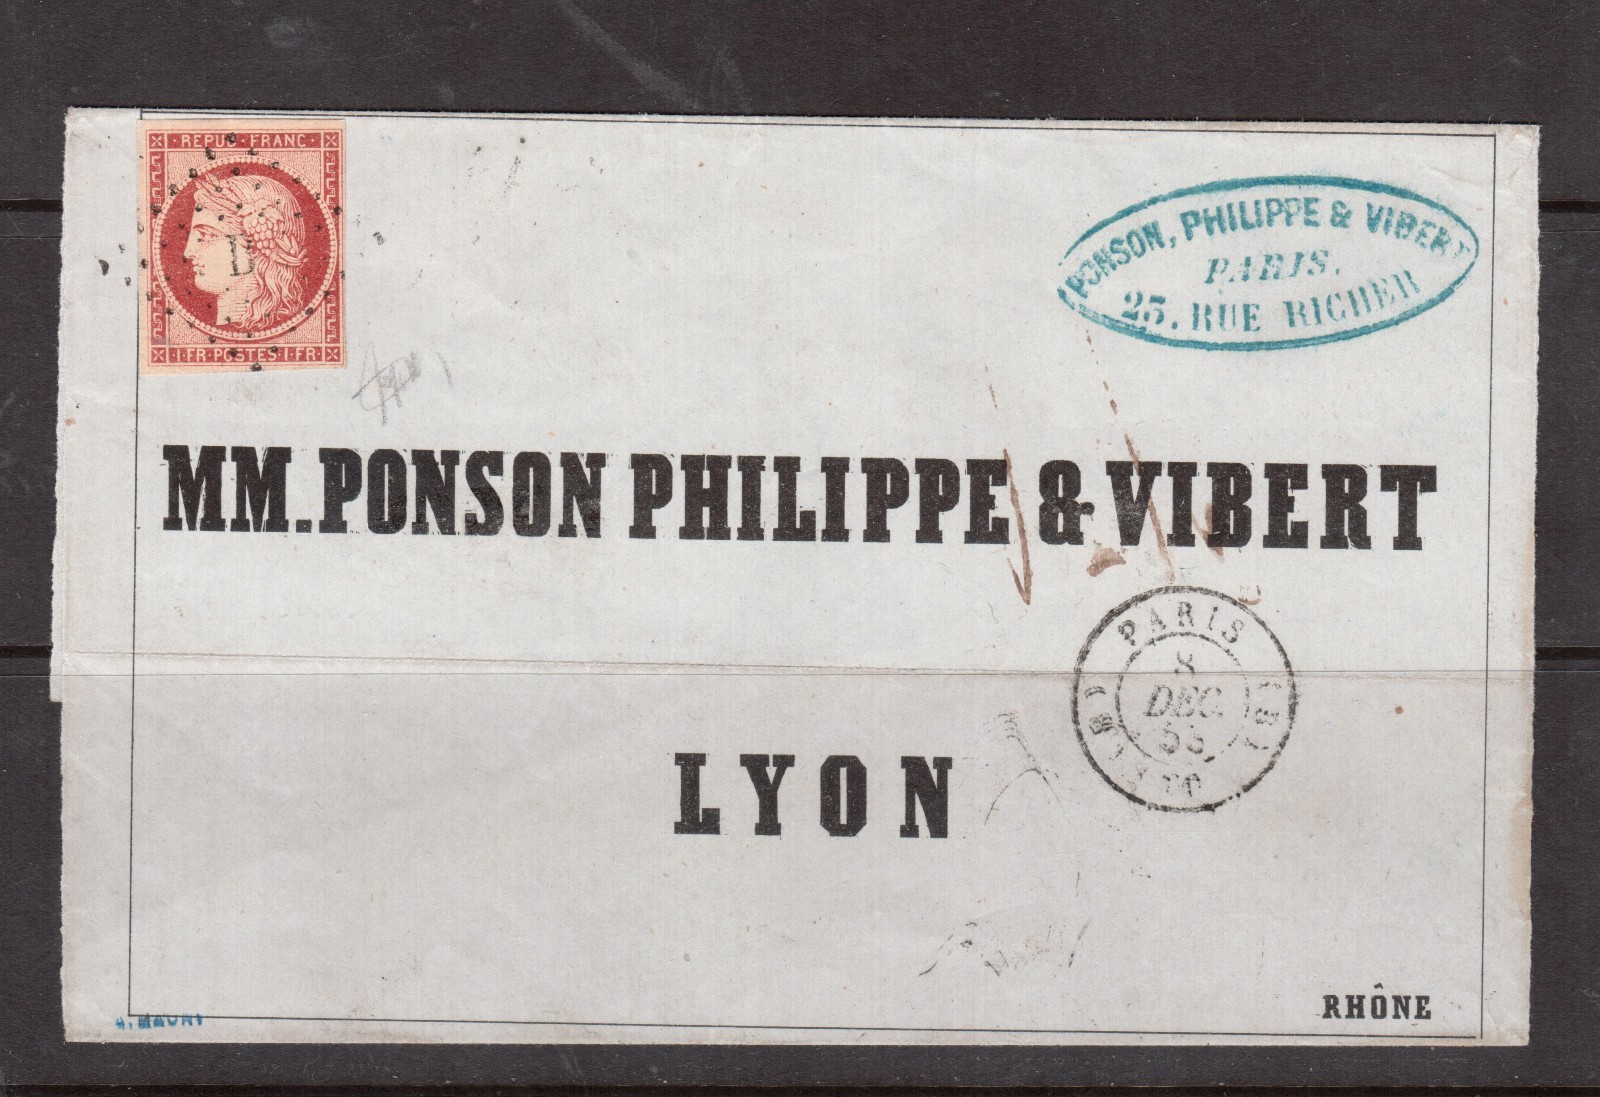 REPUB·FRANC·
B
1·FR·POSTES·1·FR·
PONSON, PHILIPPE & VIBERT
PARIS.
25. RUE RICHER
MM. PONSON PHILIPPE & VIBERT
LYON
PARIS
8
DEC.
55
RHÔNE
A. MAURY